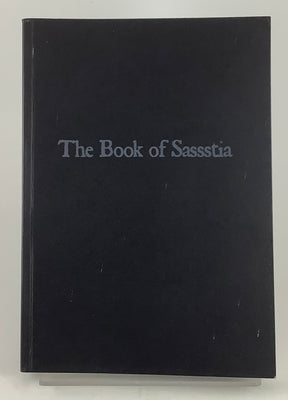 The Book of Sassstia